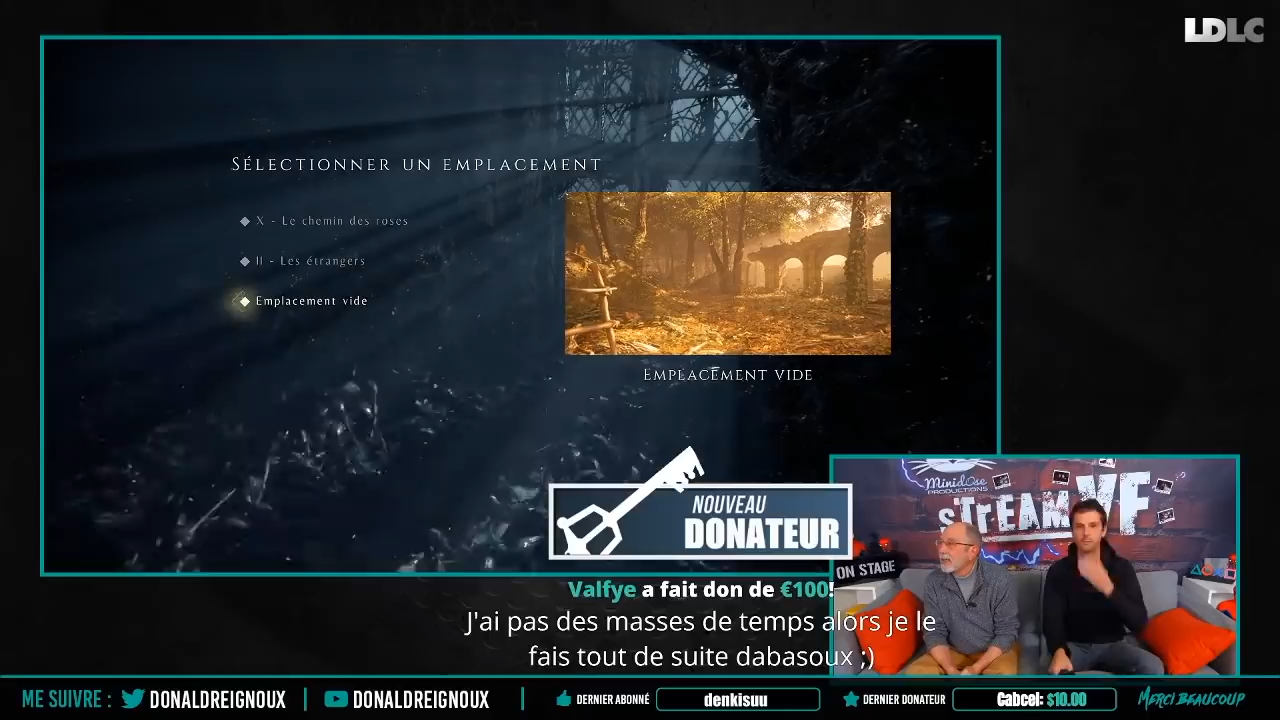 LDLC
SÉLECTIONNER UN EMPLACEMENT
X - Le chemin des roses
II - Les étrangers
Emplacement vide
EMPLACEMENT VIDE
NOUVEAU
DONATEUR
Minidose
PRODUCTIONS
STrEAM VF
ON STAGE
Valfye a fait don de €100!
J'ai pas des masses de temps alors je le
fais tout de suite dabasoux ;)
ME SUIVRE : DONALDREIGNOUX | DONALDREIGNOUX | DERNIER ABONNÉ denkisuu DERNIER DONATEUR Cabcel: $10.00 MERCI BEAUCOUP